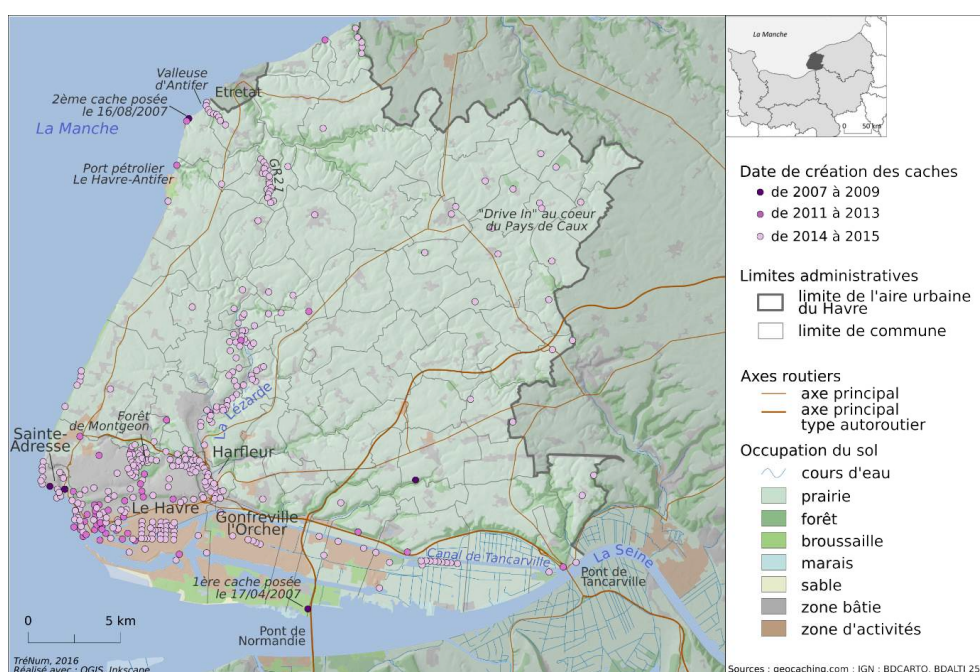 Valleuse
d'Antifer
Etretat
2ème cache posée
le 16/08/2007
La Manche
Port pétrolier
Le Havre-Antifer
GR21
"Drive In" au coeur
du Pays de Caux
La Lézarde
Forêt
de Montgeon
Sainte-
Adresse
Harfleur
Le Havre
Gonfreville
l'Orcher
Canal de Tancarville
La Seine
Pont de
Tancarville
1ère cache posée
le 17/04/2007
Pont de
Normandie
0 5 km
TréNum, 2016
Réalisé avec : QGIS, Inkscape
La Manche
0 50 km
Date de création des caches
de 2007 à 2009
de 2011 à 2013
de 2014 à 2015
Limites administratives
limite de l'aire urbaine
du Havre
limite de commune
Axes routiers
axe principal
axe principal
type autoroutier
Occupation du sol
cours d'eau
prairie
forêt
broussaille
marais
sable
zone bâtie
zone d'activités
Sources : geocaching.com ; IGN : BDCARTO, BDALTI 25